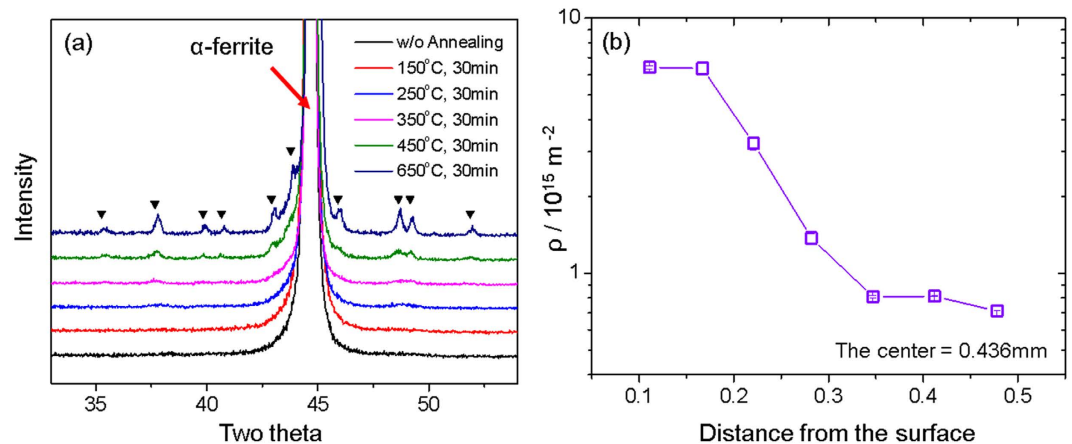 (a)
α-ferrite
w/o Annealing
150°C, 30min
250°C, 30min
350°C, 30min
450°C, 30min
650°C, 30min
Intensity
35
40
45
50
Two theta
(b)
10
1
ρ / 10¹⁵ m⁻²
The center = 0.436mm
0.1
0.2
0.3
0.4
0.5
Distance from the surface